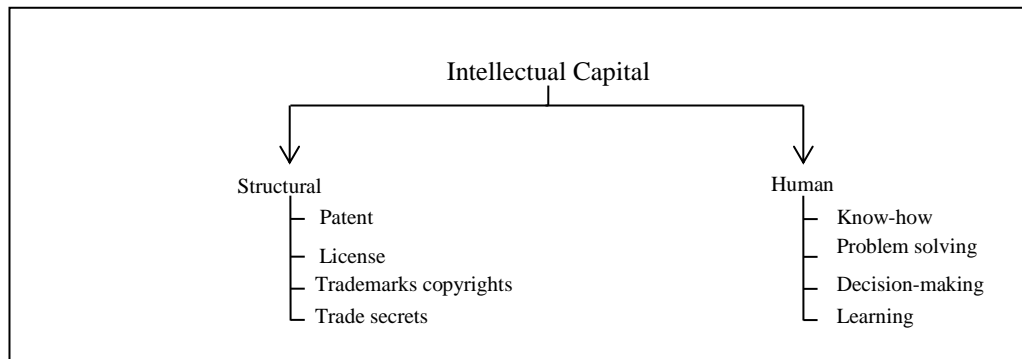 Intellectual Capital
Structural
Patent
License
Trademarks copyrights
Trade secrets
Human
Know-how
Problem solving
Decision-making
Learning